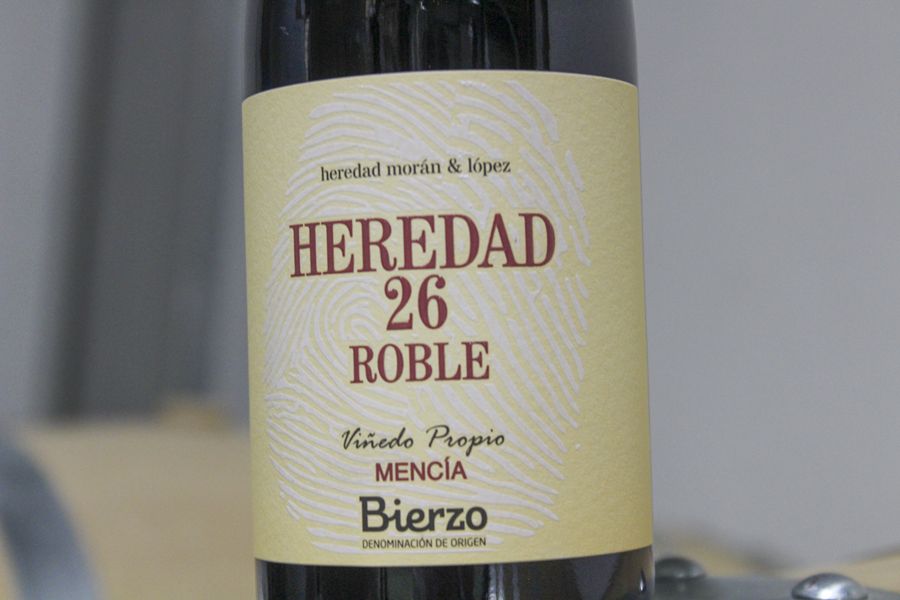 heredad morán & lópez
HEREDAD
26
ROBLE
Viñedo Propio
MENCÍA
Bierzo
DENOMINACIÓN DE ORIGEN